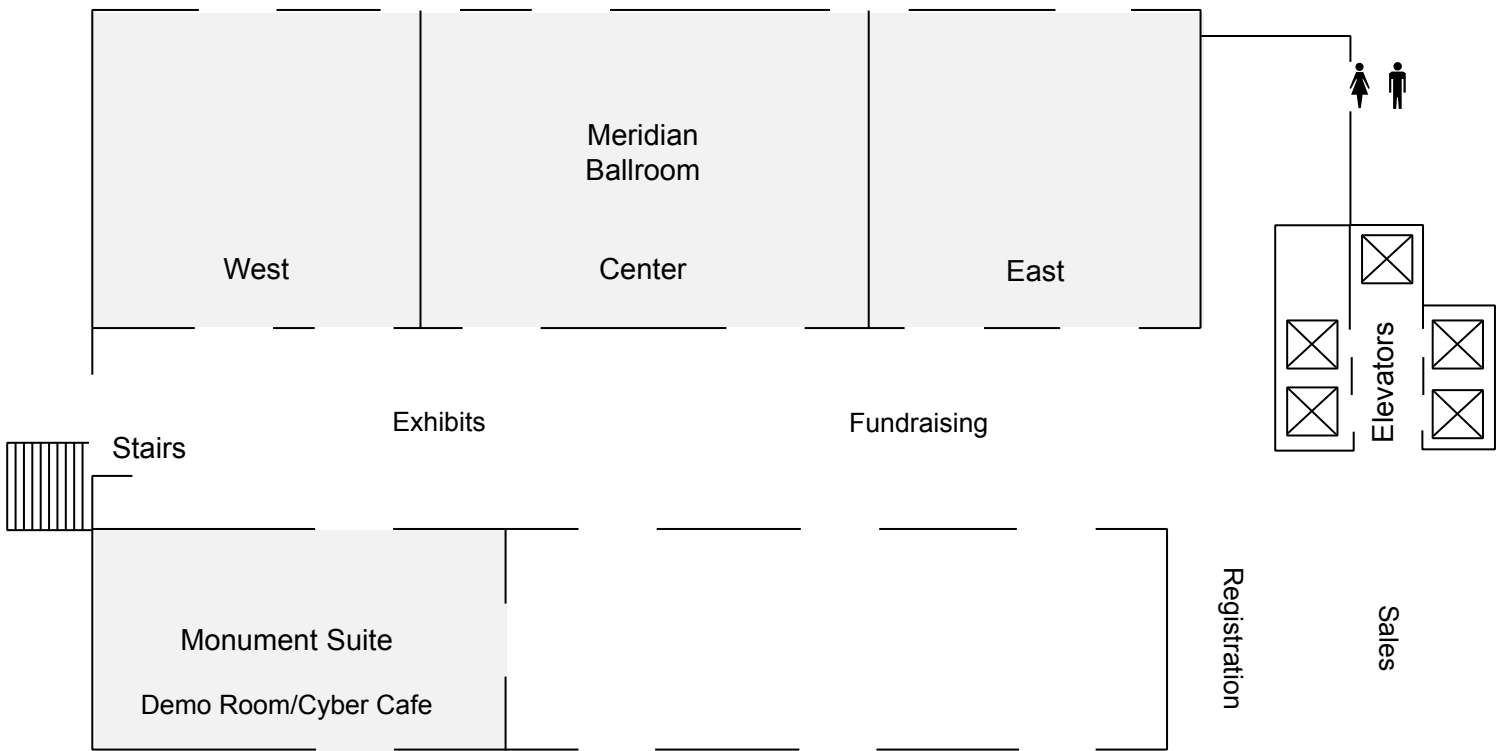 Meridian
Ballroom
West
Center
East
Elevators
Exhibits
Fundraising
Stairs
Registration
Sales
Monument Suite
Demo Room/Cyber Cafe